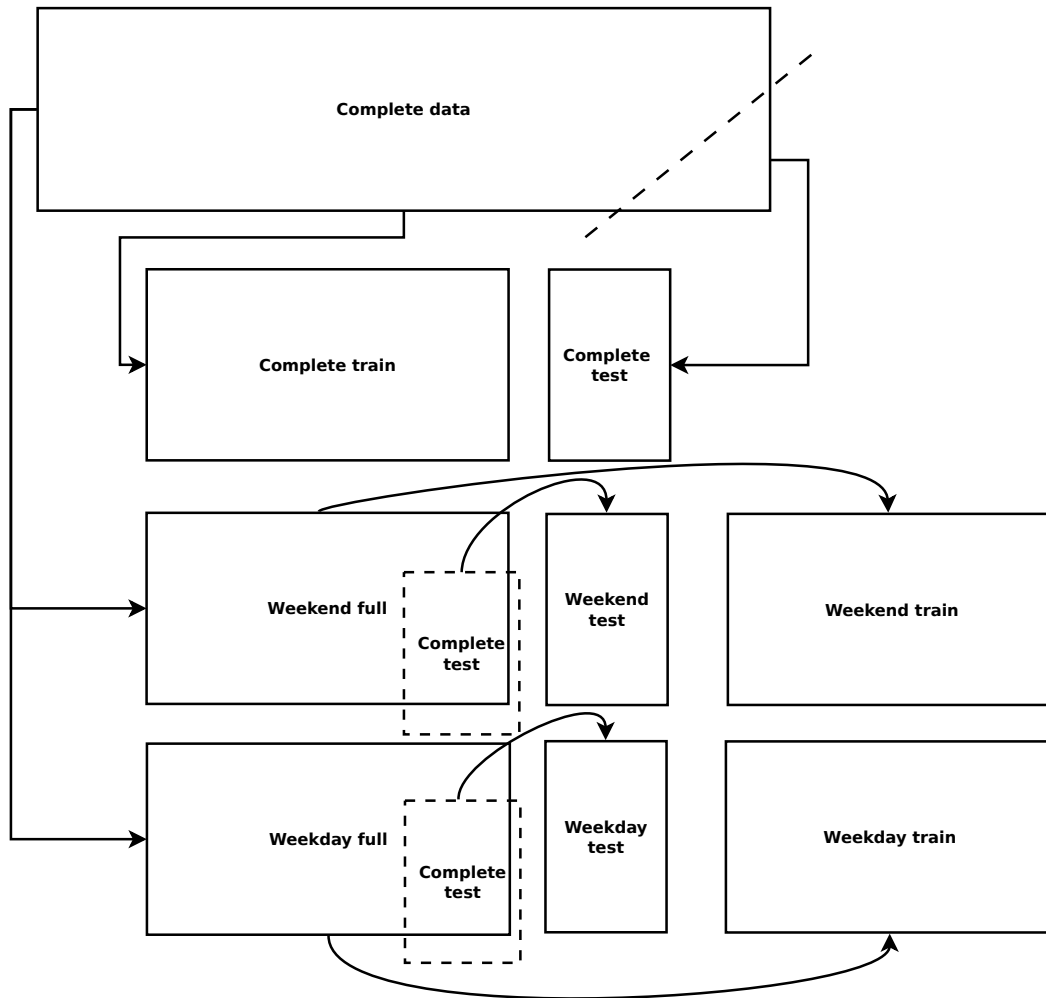 Complete data
Complete train
Complete
test
Weekend full
Complete
test
Weekend
test
Weekend train
Weekday full
Complete
test
Weekday
test
Weekday train